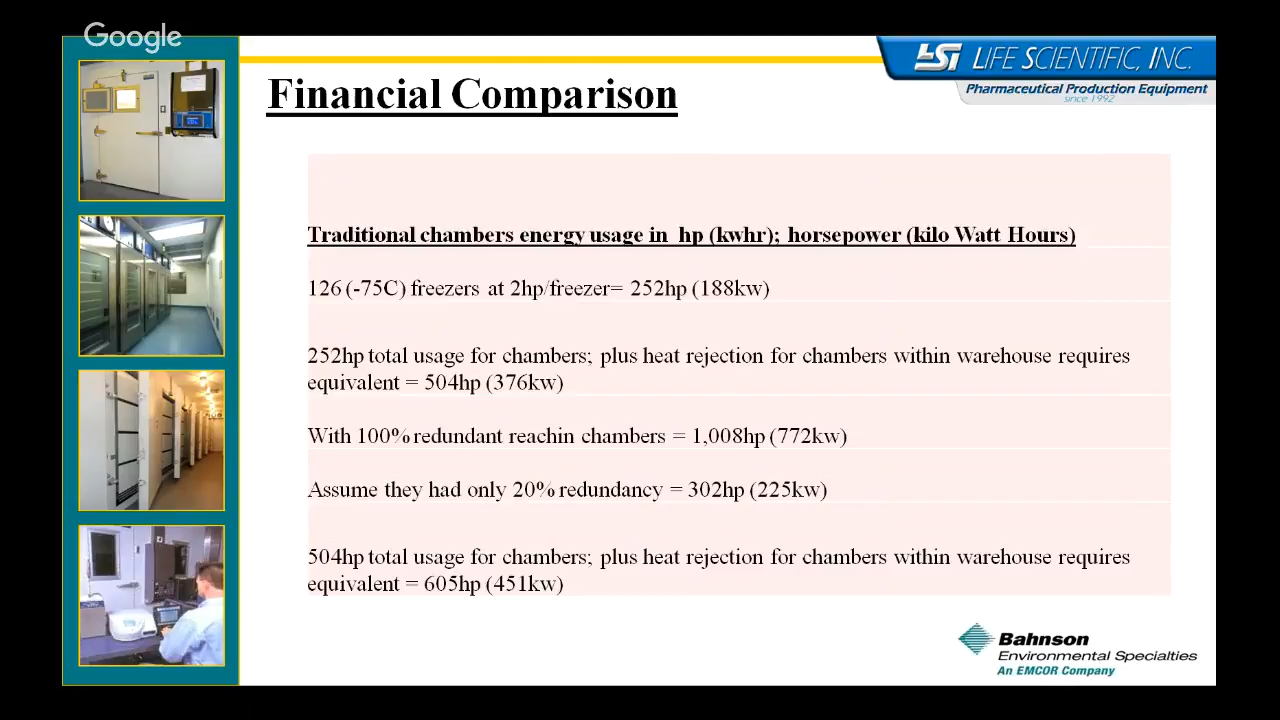 Google
LSI LIFE SCIENTIFIC, INC.
Pharmaceutical Production Equipment
since 1992
Financial Comparison
Traditional chambers energy usage in hp (kwhr); horsepower (kilo Watt Hours)
126 (-75C) freezers at 2hp/freezer= 252hp (188kw)
252hp total usage for chambers; plus heat rejection for chambers within warehouse requires
equivalent = 504hp (376kw)
With 100% redundant reachin chambers = 1,008hp (772kw)
Assume they had only 20% redundancy = 302hp (225kw)
504hp total usage for chambers; plus heat rejection for chambers within warehouse requires
equivalent = 605hp (451kw)
Bahnson
Environmental Specialties
An EMCOR Company